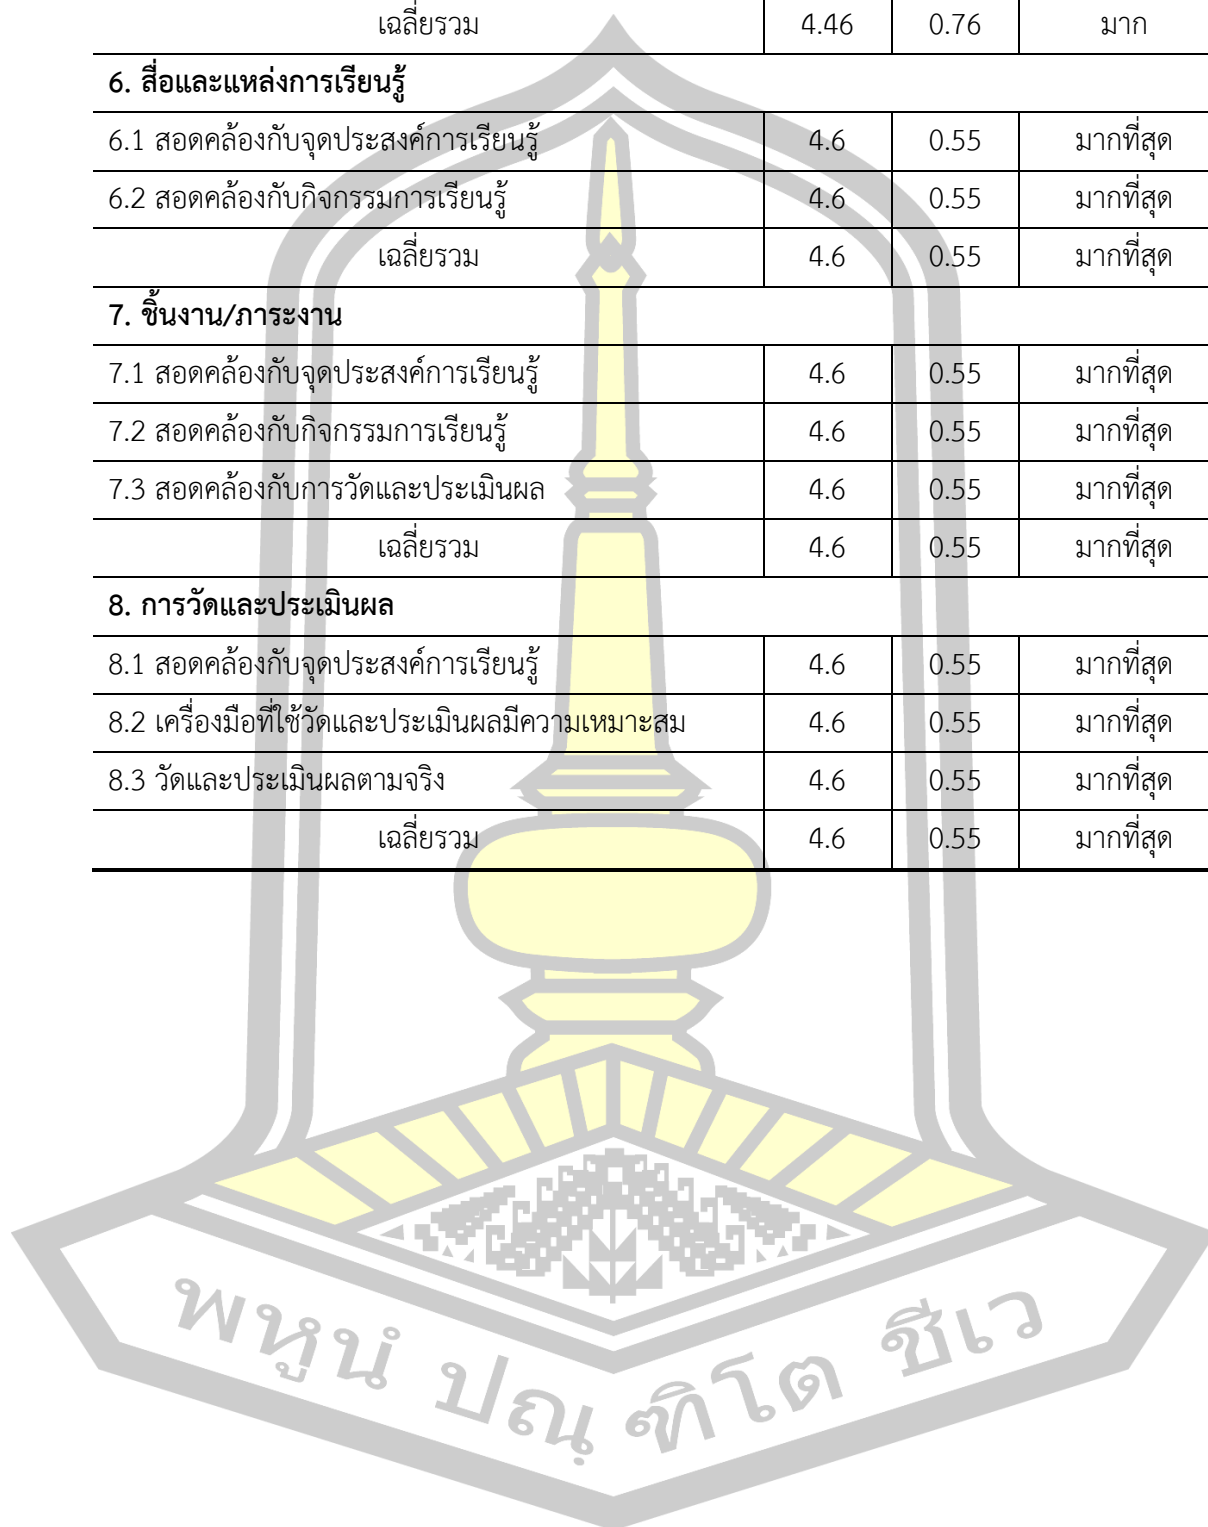 เฉลี่ยรวม 4.46 0.76 มาก
6. สื่อและแหล่งการเรียนรู้
6.1 สอดคล้องกับจุดประสงค์การเรียนรู้ 4.6 0.55 มากที่สุด
6.2 สอดคล้องกับกิจกรรมการเรียนรู้ 4.6 0.55 มากที่สุด
เฉลี่ยรวม 4.6 0.55 มากที่สุด
7. ชิ้นงาน/ภาระงาน
7.1 สอดคล้องกับจุดประสงค์การเรียนรู้ 4.6 0.55 มากที่สุด
7.2 สอดคล้องกับกิจกรรมการเรียนรู้ 4.6 0.55 มากที่สุด
7.3 สอดคล้องกับการวัดและประเมินผล 4.6 0.55 มากที่สุด
เฉลี่ยรวม 4.6 0.55 มากที่สุด
8. การวัดและประเมินผล
8.1 สอดคล้องกับจุดประสงค์การเรียนรู้ 4.6 0.55 มากที่สุด
8.2 เครื่องมือที่ใช้วัดและประเมินผลมีความเหมาะสม 4.6 0.55 มากที่สุด
8.3 วัดและประเมินผลตามจริง 4.6 0.55 มากที่สุด
เฉลี่ยรวม 4.6 0.55 มากที่สุด
พหูนํ ปณฺฑิโต ชีเว